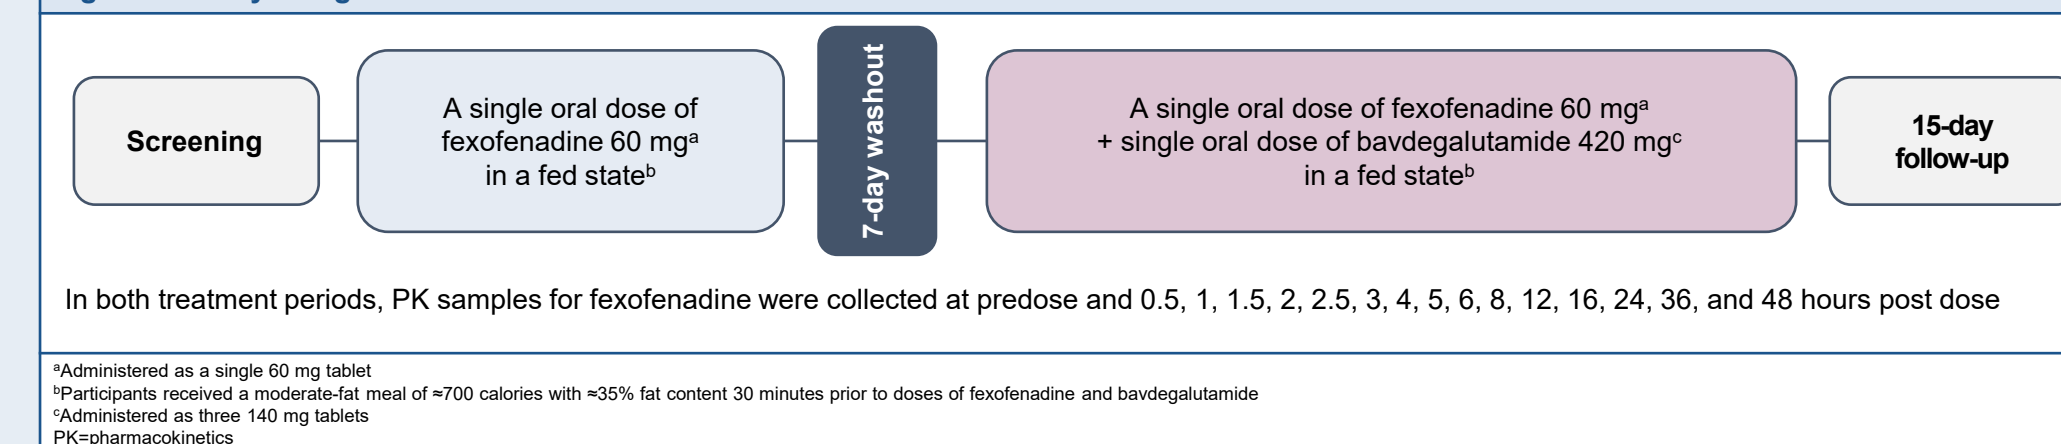 Screening
A single oral dose of
fexofenadine 60 mgᵃ
in a fed stateᵇ
7-day washout
A single oral dose of fexofenadine 60 mgᵃ
+ single oral dose of bavdegalutamide 420 mgᶜ
in a fed stateᵇ
15-day
follow-up
In both treatment periods, PK samples for fexofenadine were collected at predose and 0.5, 1, 1.5, 2, 2.5, 3, 4, 5, 6, 8, 12, 16, 24, 36, and 48 hours post dose
ᵃAdministered as a single 60 mg tablet
ᵇParticipants received a moderate-fat meal of ≈700 calories with ≈35% fat content 30 minutes prior to doses of fexofenadine and bavdegalutamide
ᶜAdministered as three 140 mg tablets
PK=pharmacokinetics